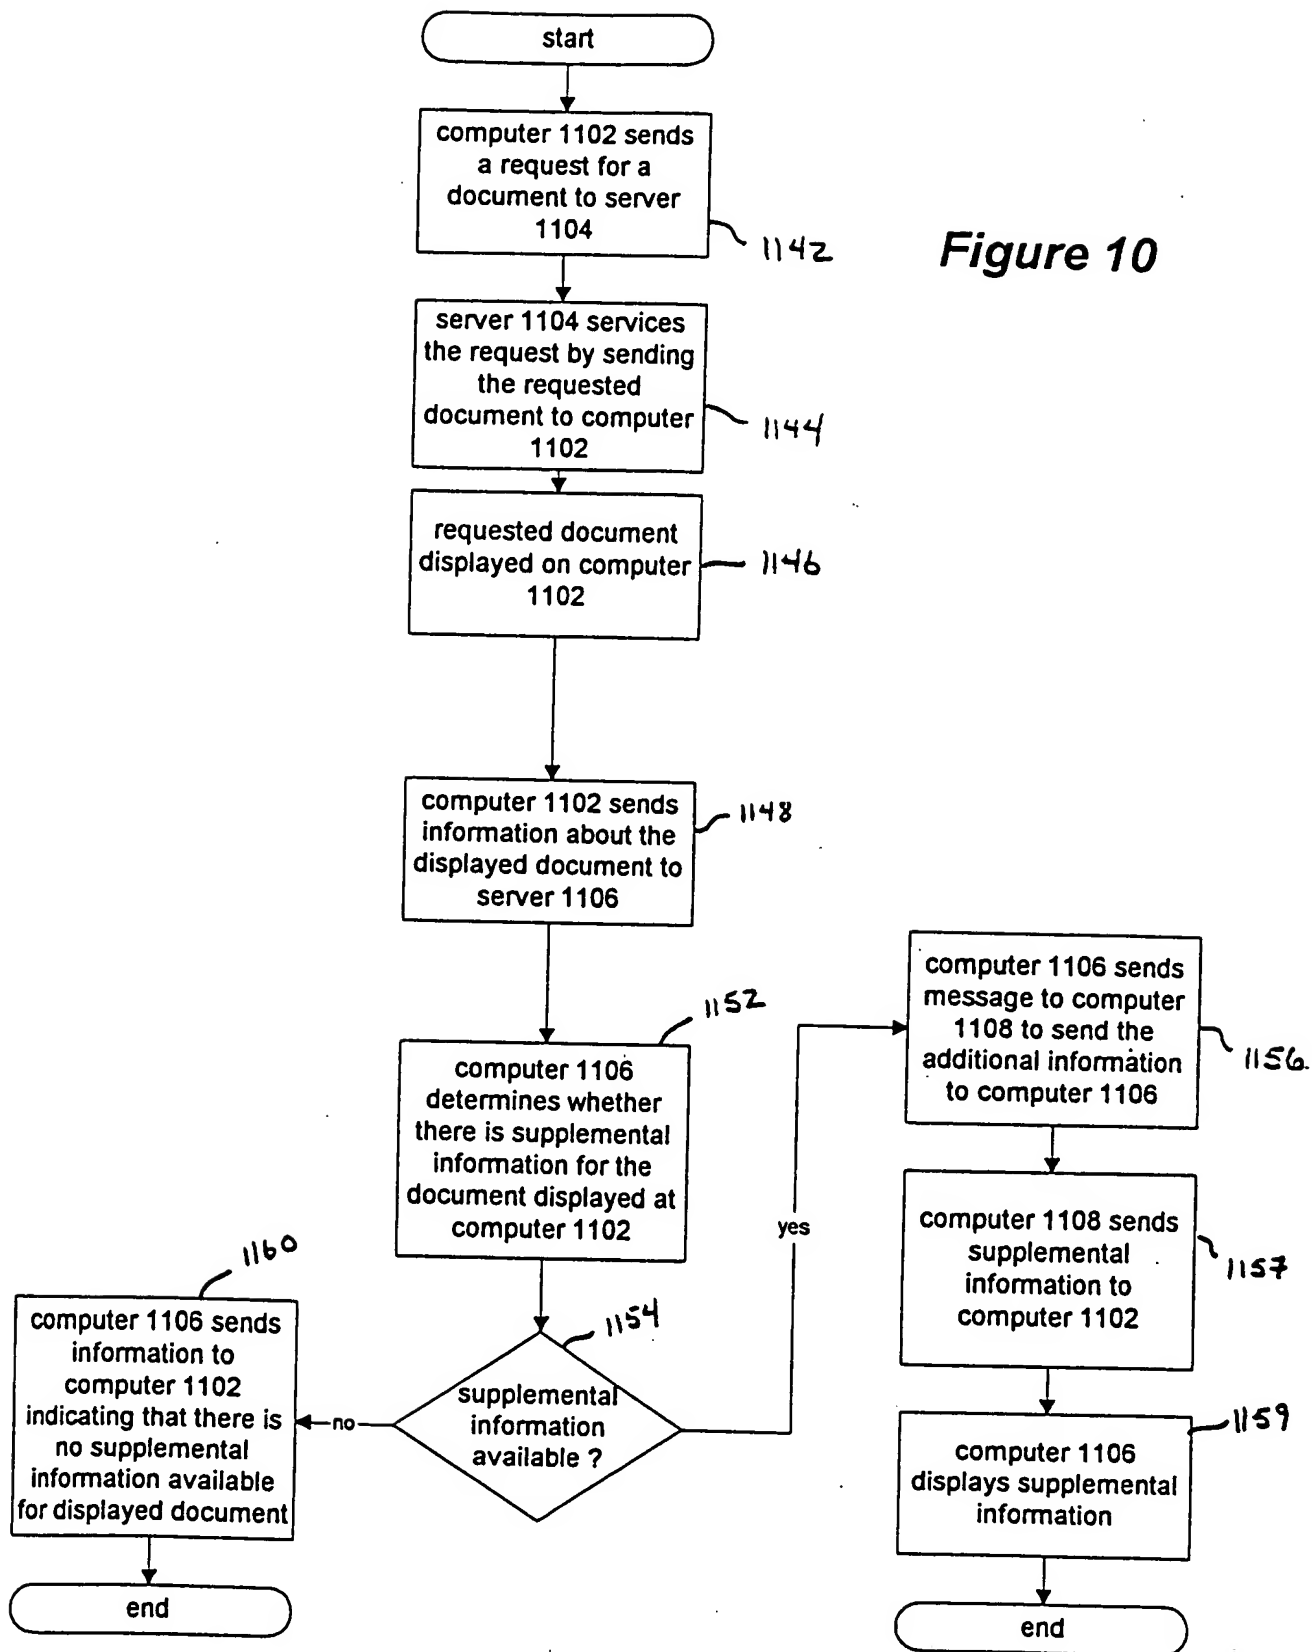 start
computer 1102 sends
a request for a
document to server
1104
1142
Figure 10
server 1104 services
the request by sending
the requested
document to computer
1102
1144
requested document
displayed on computer
1102
1146
computer 1102 sends
information about the
displayed document to
server 1106
1148
computer 1106
determines whether
there is supplemental
information for the
document displayed at
computer 1102
1152
supplemental
information
available ?
1154
no
yes
computer 1106 sends
information to
computer 1102
indicating that there is
no supplemental
information available
for displayed document
1160
end
computer 1106 sends
message to computer
1108 to send the
additional information
to computer 1106
1156
computer 1108 sends
supplemental
information to
computer 1102
1157
computer 1106
displays supplemental
information
1159
end